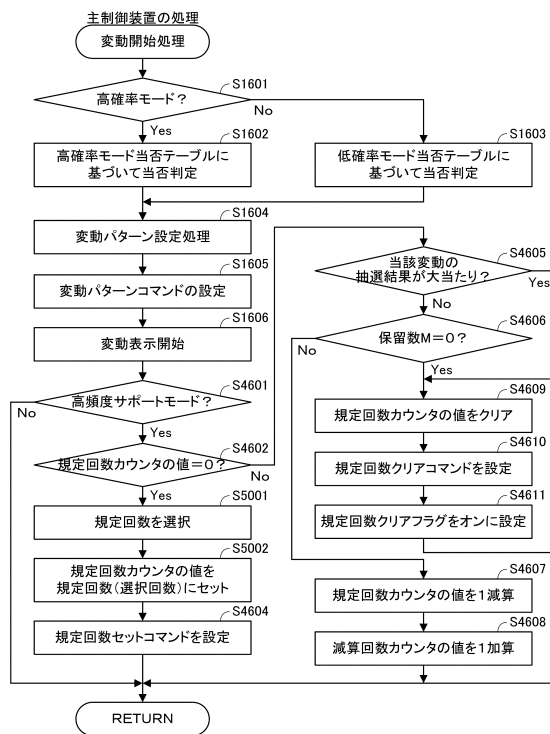 主制御装置の処理
変動開始処理
S1601
高確率モード?
No
Yes
S1602
高確率モード当否テーブルに
基づいて当否判定
S1603
低確率モード当否テーブルに
基づいて当否判定
S1604
変動パターン設定処理
S1605
変動パターンコマンドの設定
S1606
変動表示開始
S4601
高頻度サポートモード?
No
Yes
S4602
規定回数カウンタの値=0?
No
Yes
S5001
規定回数を選択
S5002
規定回数カウンタの値を
規定回数(選択回数)にセット
S4604
規定回数セットコマンドを設定
S4605
当該変動の
抽選結果が大当たり?
Yes
No
S4606
保留数M=0?
No
Yes
S4609
規定回数カウンタの値をクリア
S4610
規定回数クリアコマンドを設定
S4611
規定回数クリアフラグをオンに設定
S4607
規定回数カウンタの値を1減算
S4608
減算回数カウンタの値を1加算
RETURN